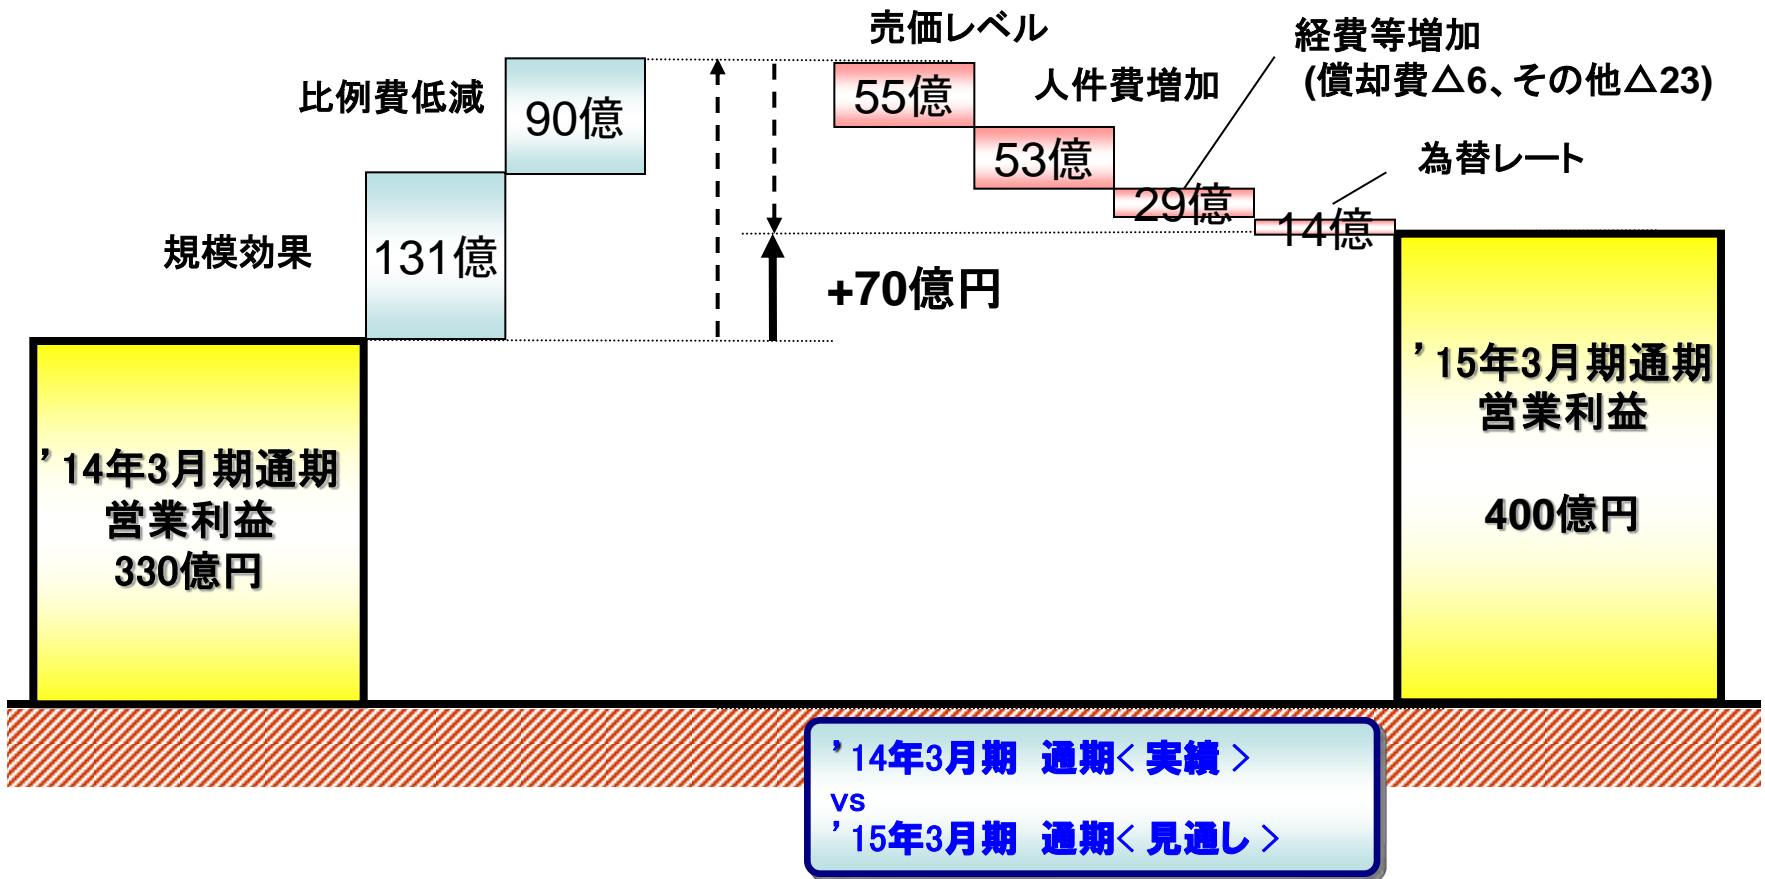 売価レベル
経費等増加
(償却費△6、その他△23)
人件費増加
比例費低減
90億
55億
53億
為替レート
29億
14億
規模効果
131億
+70億円
’14年3月期通期
営業利益
330億円
’15年3月期通期
営業利益
400億円
’14年3月期　通期< 実績 >
vs
’15年3月期　通期< 見通し >